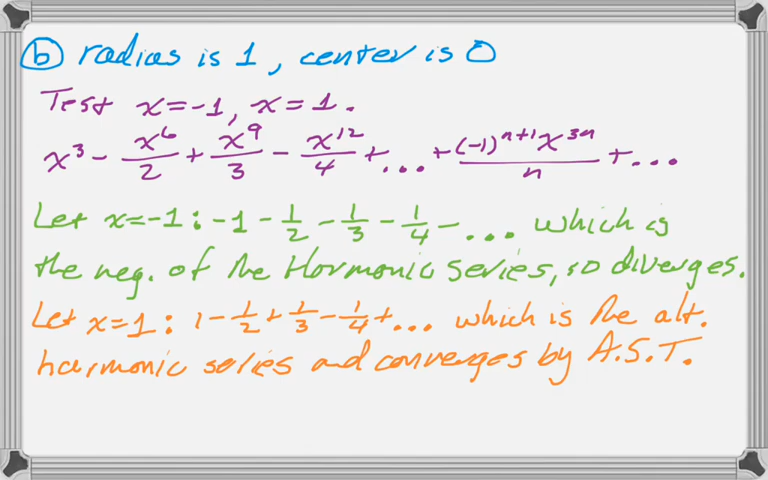 ⓑ radius is 1, center is 0
Test x=-1, x=1.
x³ - x⁶/2 + x⁹/3 - x¹²/4 + ... + (-1)ⁿ⁺¹x³ⁿ/n + ...
Let x=-1: -1 - 1/2 - 1/3 - 1/4 - ... which is
the neg. of the Harmonic Series, so diverges.
Let x=1: 1 - 1/2 + 1/3 - 1/4 + ... which is the alt.
harmonic series and converges by A.S.T.